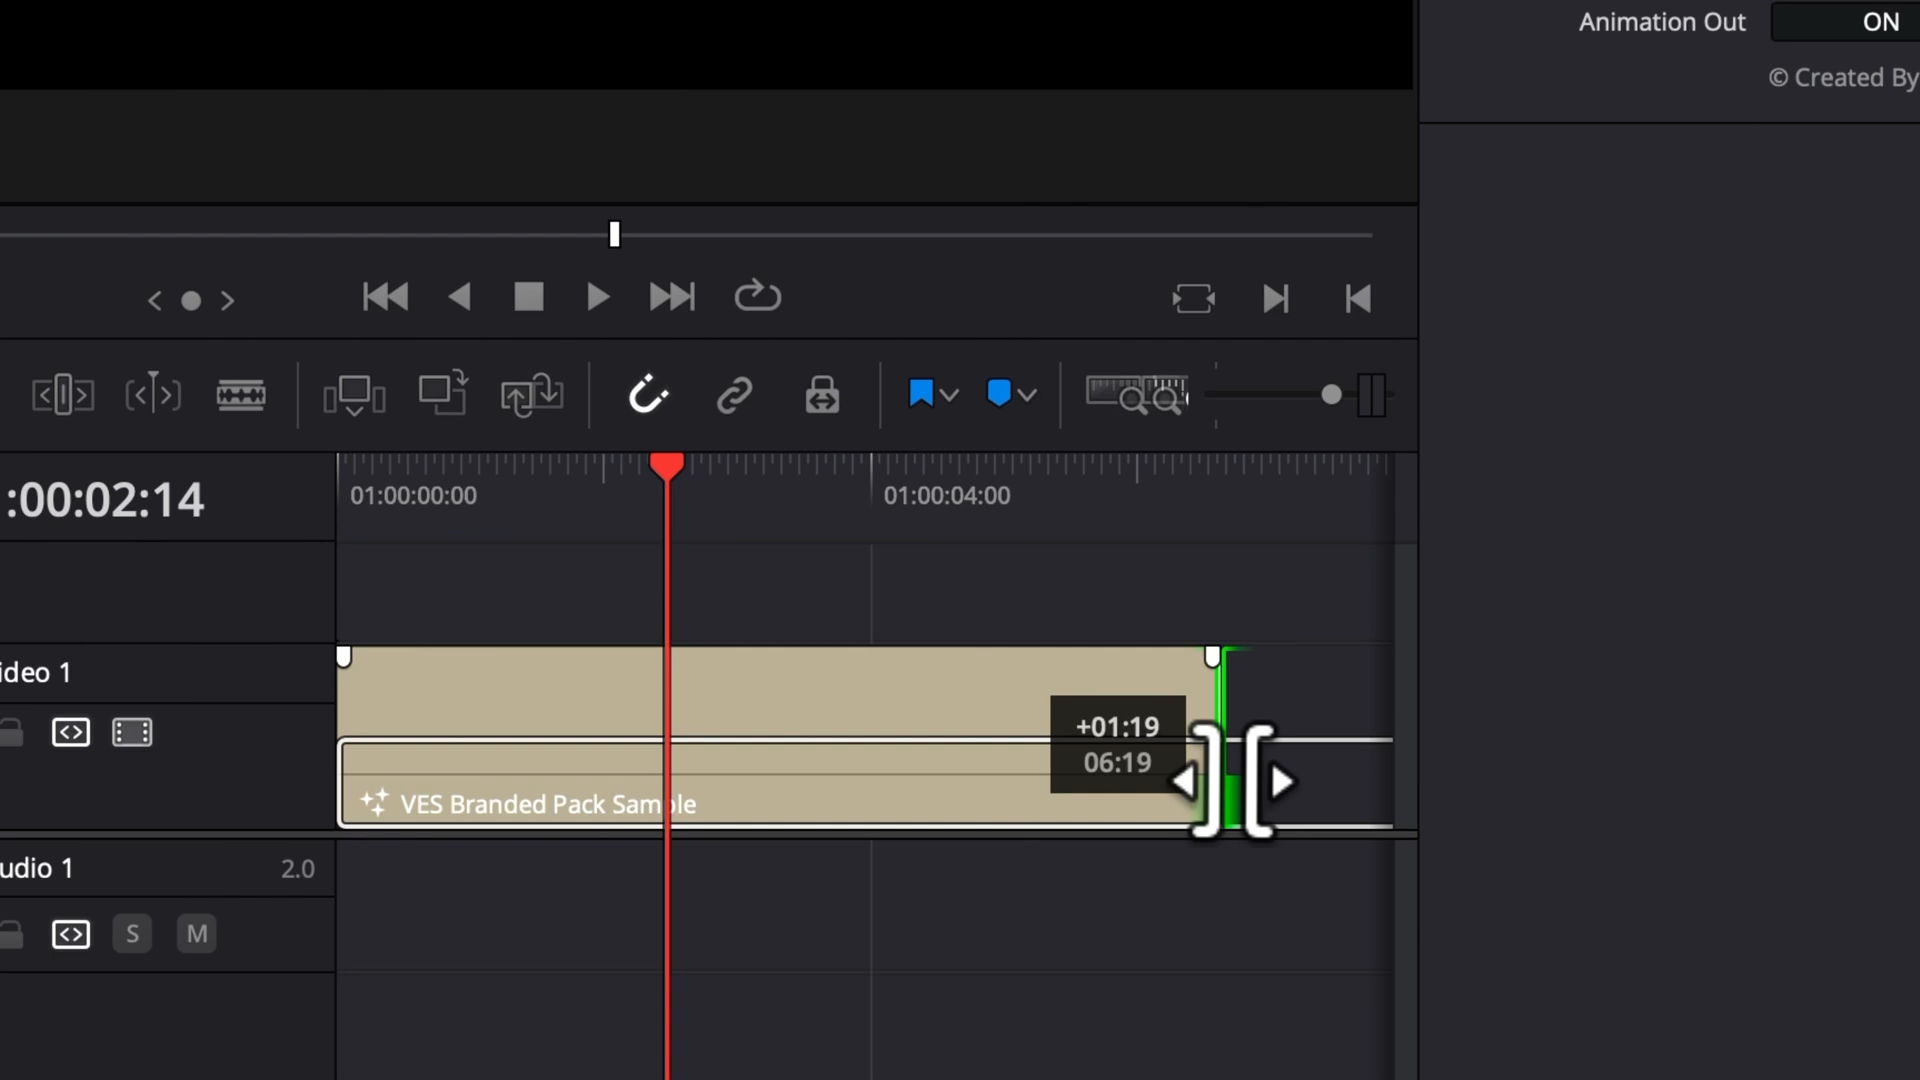 Animation Out ON
© Created By
:00:02:14
01:00:00:00
01:00:04:00
ideo 1
+01:19
06:19
VES Branded Pack Sample
udio 1
2.0
S
M